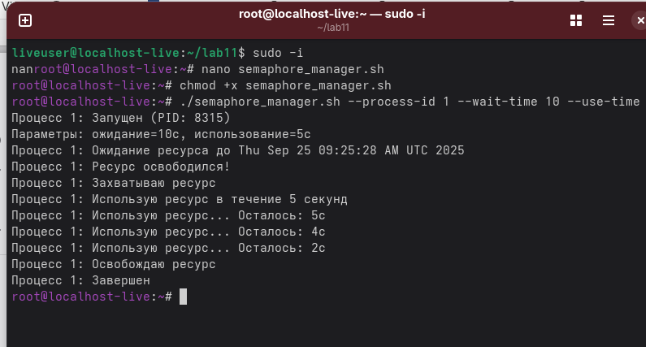 root@localhost-live:~ — sudo -i
~/lab11
liveuser@localhost-live:~/lab11$ sudo -i
nanroot@localhost-live:~# nano semaphore_manager.sh
root@localhost-live:~# chmod +x semaphore_manager.sh
root@localhost-live:~# ./semaphore_manager.sh --process-id 1 --wait-time 10 --use-time
Процесс 1: Запущен (PID: 8315)
Параметры: ожидание=10с, использование=5с
Процесс 1: Ожидание ресурса до Thu Sep 25 09:25:28 AM UTC 2025
Процесс 1: Ресурс освободился!
Процесс 1: Захватываю ресурс
Процесс 1: Использую ресурс в течение 5 секунд
Процесс 1: Использую ресурс... Осталось: 5с
Процесс 1: Использую ресурс... Осталось: 4с
Процесс 1: Использую ресурс... Осталось: 2с
Процесс 1: Освобождаю ресурс
Процесс 1: Завершен
root@localhost-live:~#